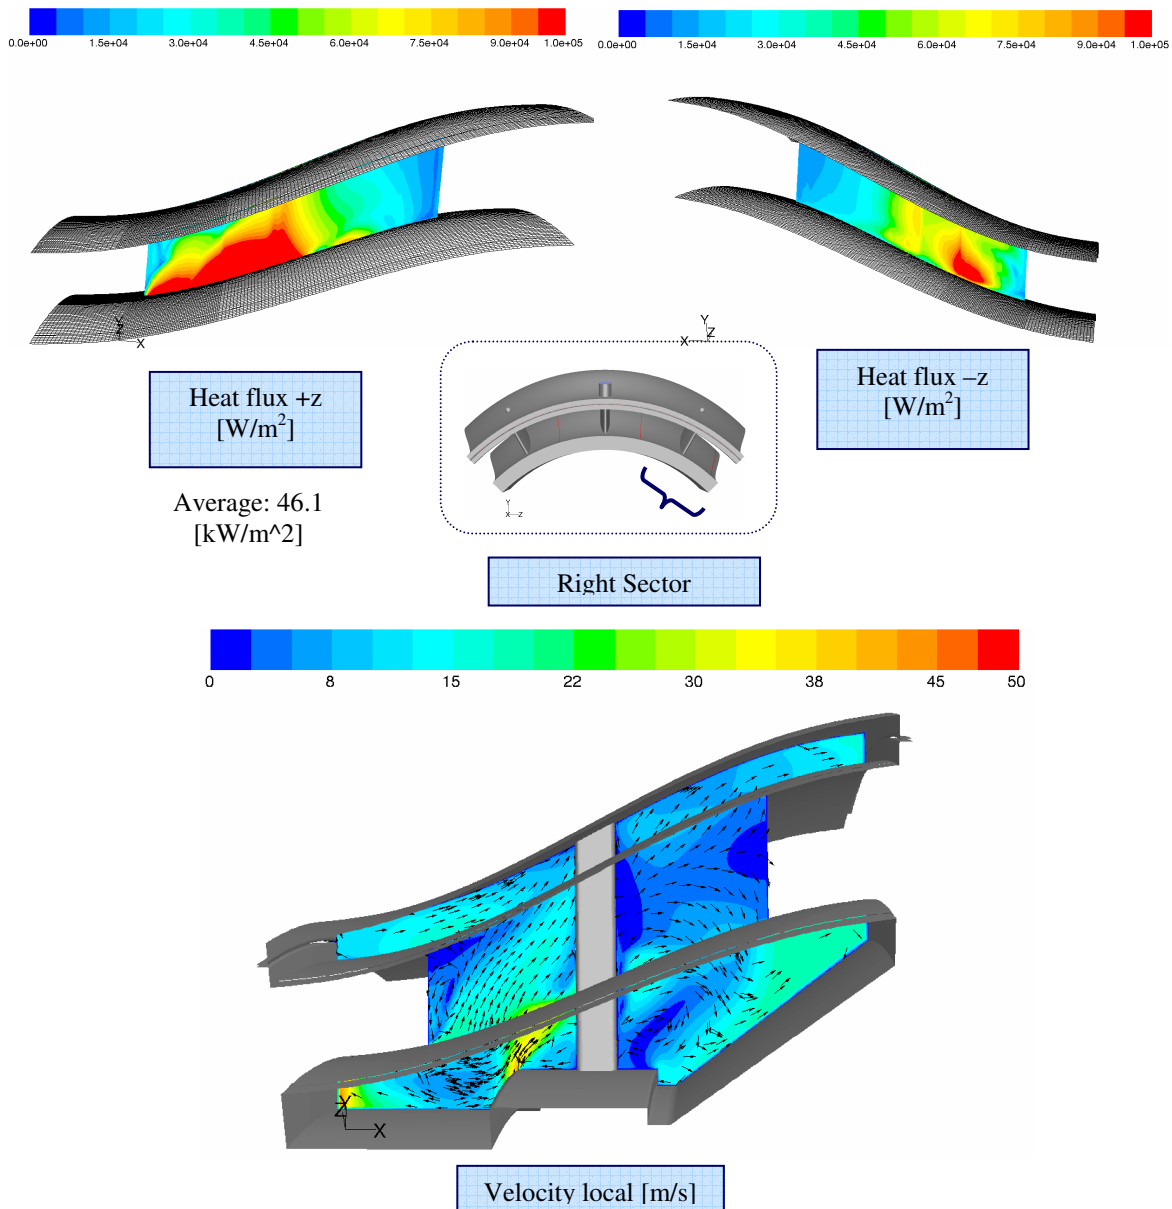 0.0e+00 1.5e+04 3.0e+04 4.5e+04 6.0e+04 7.5e+04 9.0e+04 1.0e+05
0.0e+00 1.5e+04 3.0e+04 4.5e+04 6.0e+04 7.5e+04 9.0e+04 1.0e+05
Y
Z
X
Y
Z
X
Heat flux +z
[W/m²]
Heat flux –z
[W/m²]
Average: 46.1
[kW/m^2]
Y
X Z
Right Sector
0 8 15 22 30 38 45 50
Y
Z
X
Velocity local [m/s]